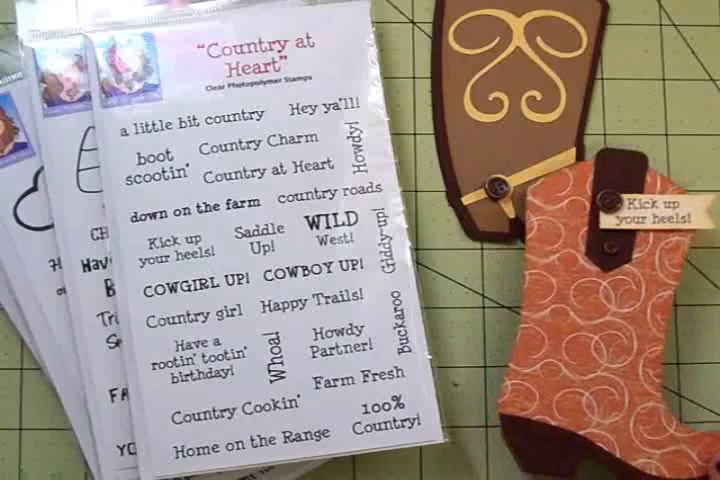 "Country at
Heart"
Clear Photopolymer Stamps
a little bit country
Hey ya'll!
boot
scootin'
Country Charm
Country at Heart
Howdy!
down on the farm
country roads
Kick up
your heels!
Saddle
Up!
WILD
West!
Giddy up!
COWGIRL UP!
COWBOY UP!
Country girl
Happy Trails!
Have a
rootin' tootin'
birthday!
Whoa!
Howdy
Partner!
Buckaroo
Farm Fresh
Country Cookin'
100%
Country!
Home on the Range
Kick up
your heels!